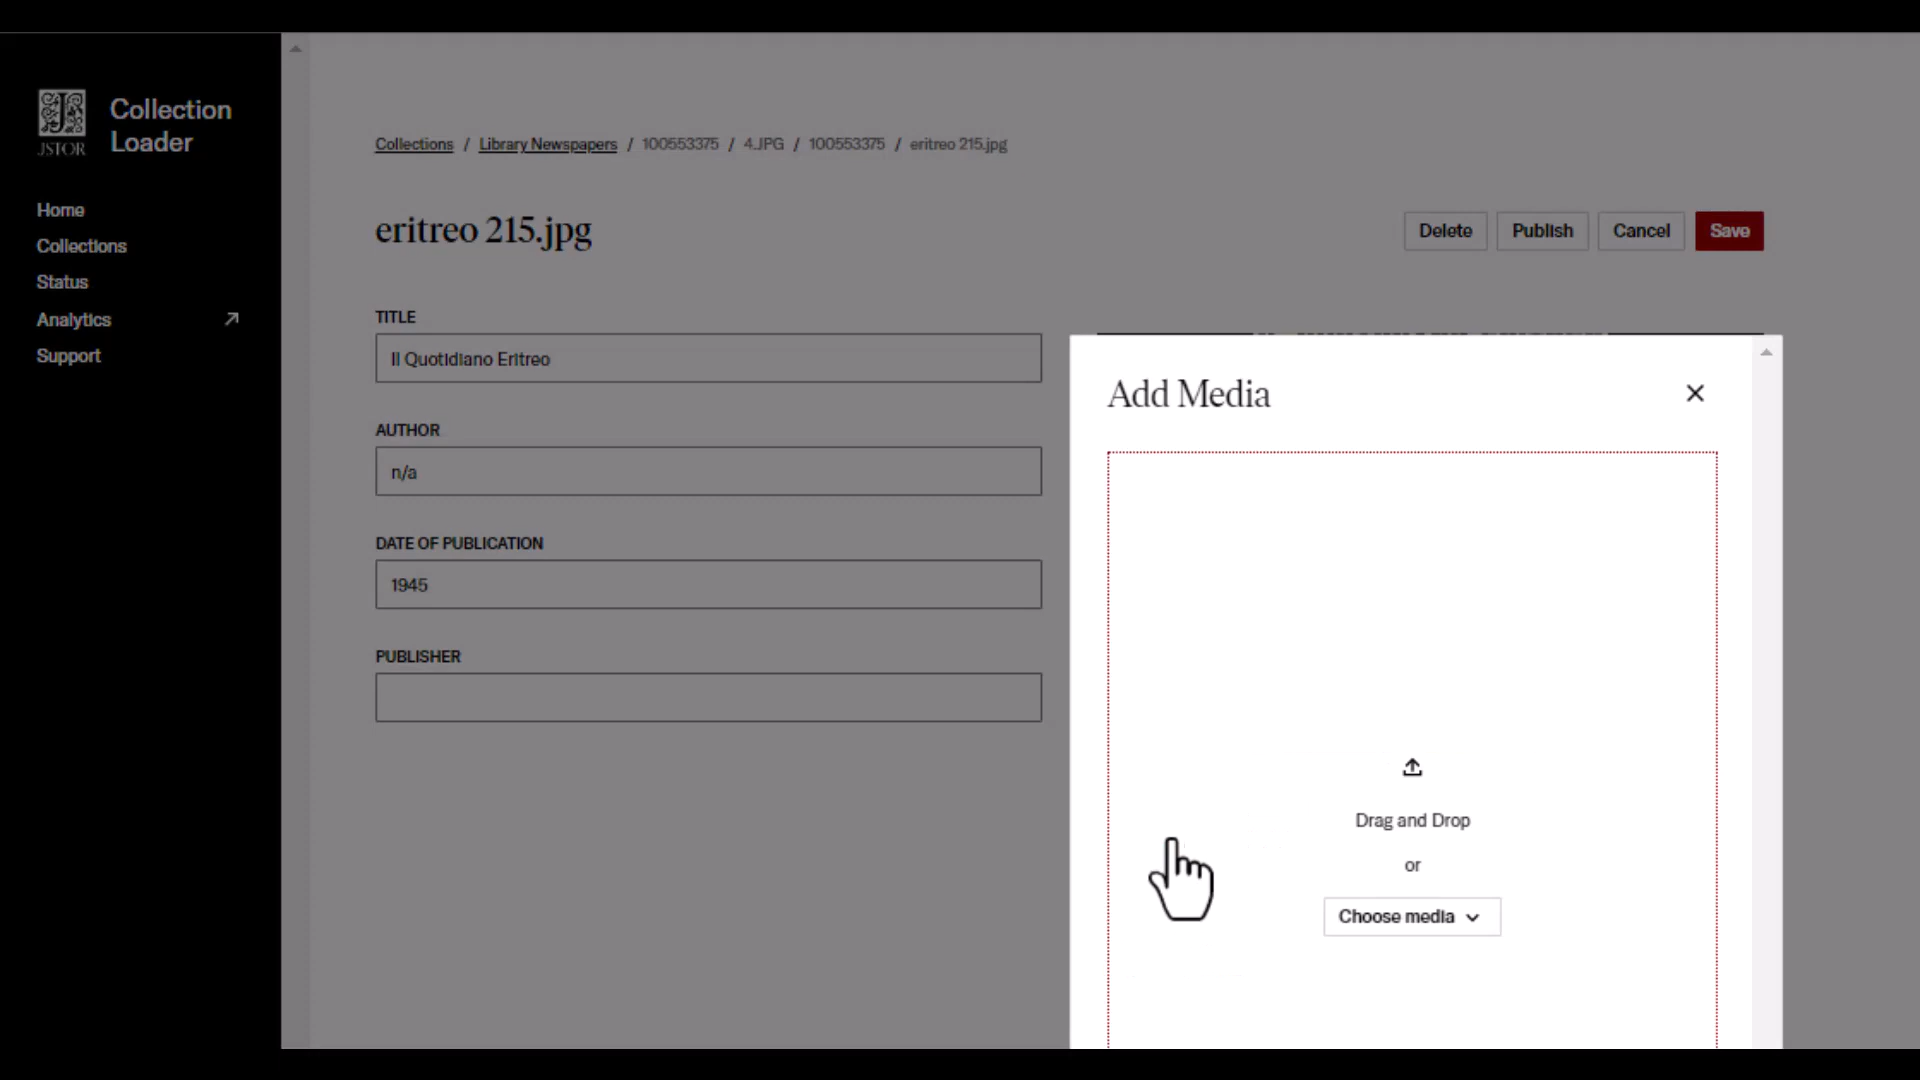 JSTOR
Collection
Loader
Home
Collections
Status
Analytics
Support
Collections / Library Newspapers / 100553375 / 4.JPG / 100553375 / eritreo 215.jpg
eritreo 215.jpg
Delete
Publish
Cancel
Save
TITLE
Il Quotidiano Eritreo
AUTHOR
n/a
DATE OF PUBLICATION
1945
PUBLISHER
Add Media
Drag and Drop
or
Choose media